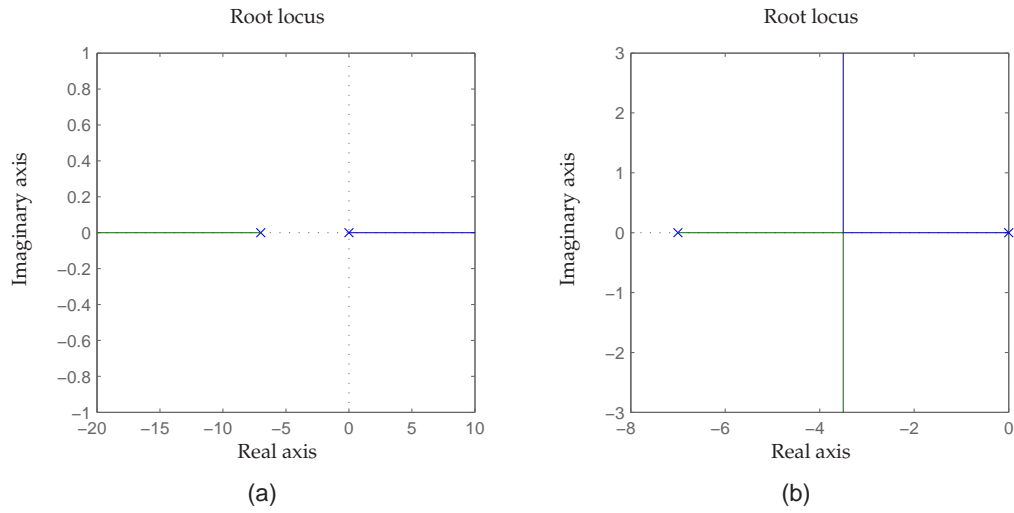 Root locus
1
0.8
0.6
0.4
0.2
0
−0.2
−0.4
−0.6
−0.8
−1
−20 −15 −10 −5 0 5 10
Imaginary axis
Real axis
(a)
Root locus
3
2
1
0
−1
−2
−3
−8 −6 −4 −2 0
Imaginary axis
Real axis
(b)